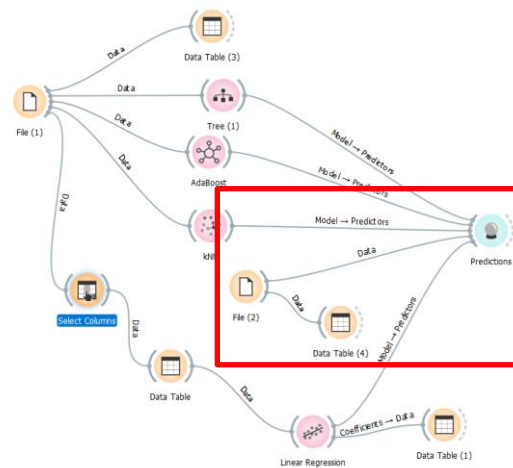 Data
Data Table (3)
Data
Tree (1)
File (1)
Data
Model → Predictors
AdaBoost
Model → Predictors
Data
Model → Predictors
kNN
Data
Predictions
Data
File (2)
Data
Select Columns
Data Table (4)
Model → Predictors
Data
Data Table
Data
Coefficients → Data
Linear Regression
Data Table (1)